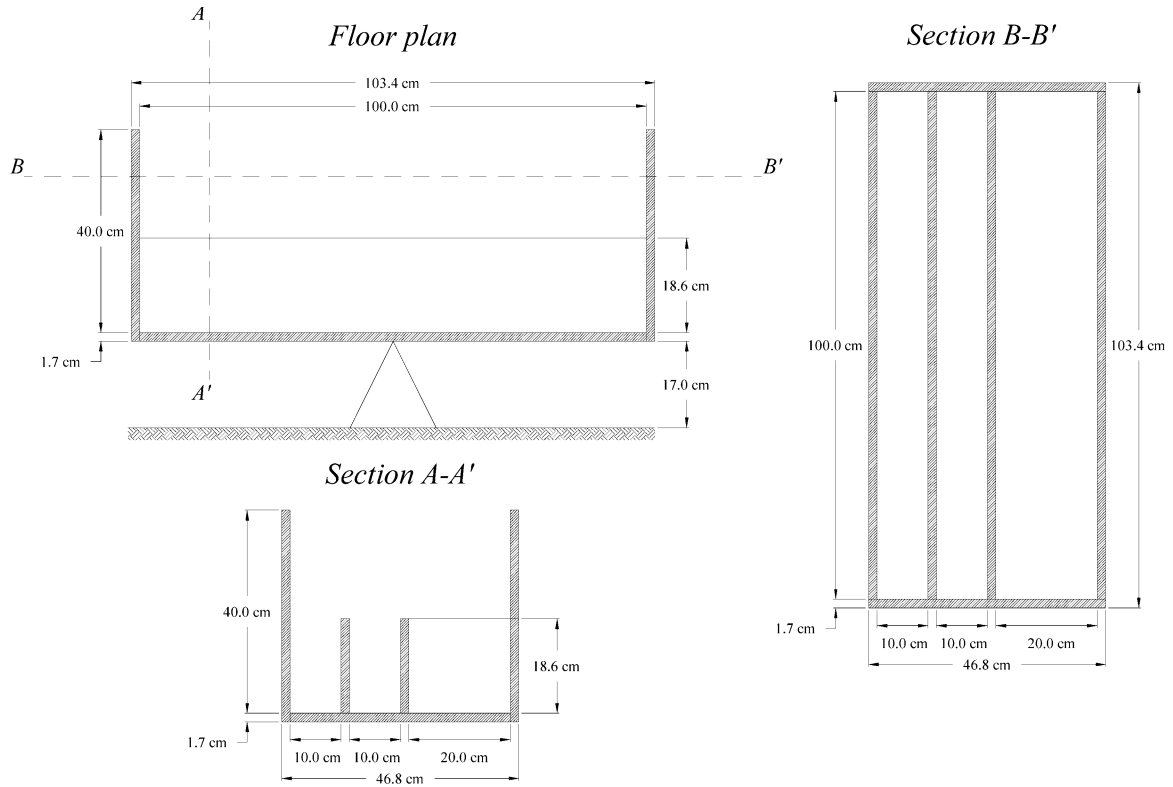 Floor plan
A
103.4 cm
100.0 cm
B
B'
40.0 cm
18.6 cm
1.7 cm
A'
17.0 cm
Section A-A'
40.0 cm
18.6 cm
1.7 cm
10.0 cm
10.0 cm
20.0 cm
46.8 cm
Section B-B'
100.0 cm
103.4 cm
1.7 cm
10.0 cm
10.0 cm
20.0 cm
46.8 cm